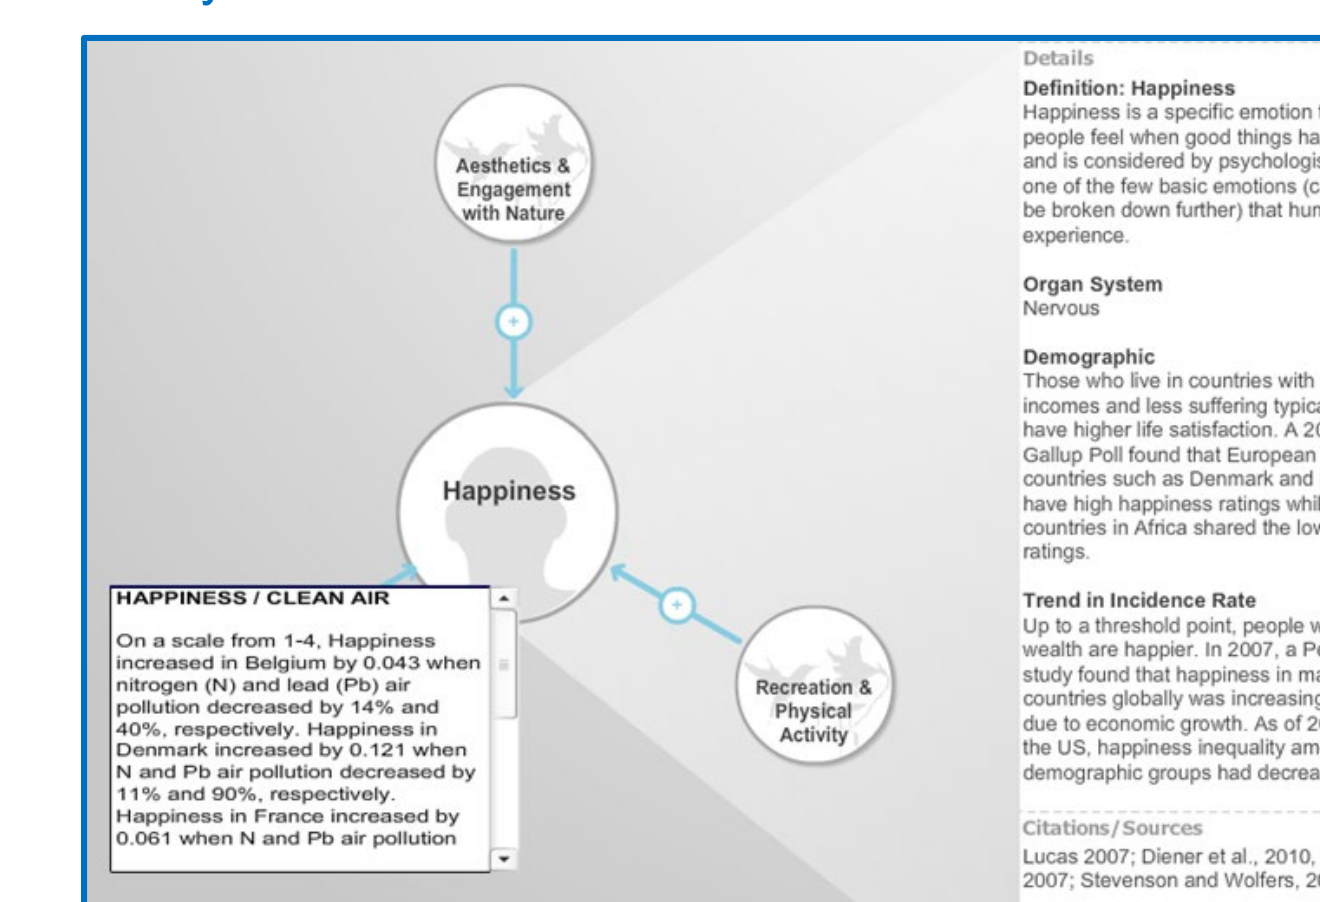 Aesthetics &
Engagement
with Nature
+
Happiness
+
Recreation &
Physical
Activity
HAPPINESS / CLEAN AIR
On a scale from 1-4, Happiness
increased in Belgium by 0.043 when
nitrogen (N) and lead (Pb) air
pollution decreased by 14% and
40%, respectively. Happiness in
Denmark increased by 0.121 when
N and Pb air pollution decreased by
11% and 90%, respectively.
Happiness in France increased by
0.061 when N and Pb air pollution
Details
Definition: Happiness
Happiness is a specific emotion
people feel when good things
and is considered by
one of the few basic emotions
be broken down further) that
experience.
Organ System
Nervous
Demographic
Those who live in countries with
incomes and less suffering
have higher life satisfaction. A
Gallup Poll found that European
countries such as Denmark and
have high happiness ratings
countries in Africa shared the
ratings.
Trend in Incidence Rate
Up to a threshold point, people
wealth are happier. In 2007, a
study found that happiness in
countries globally was increasing
due to economic growth. As of
the US, happiness inequality
demographic groups had
Citations/Sources
Lucas 2007; Diener et al., 2010,
2007; Stevenson and Wolfers,